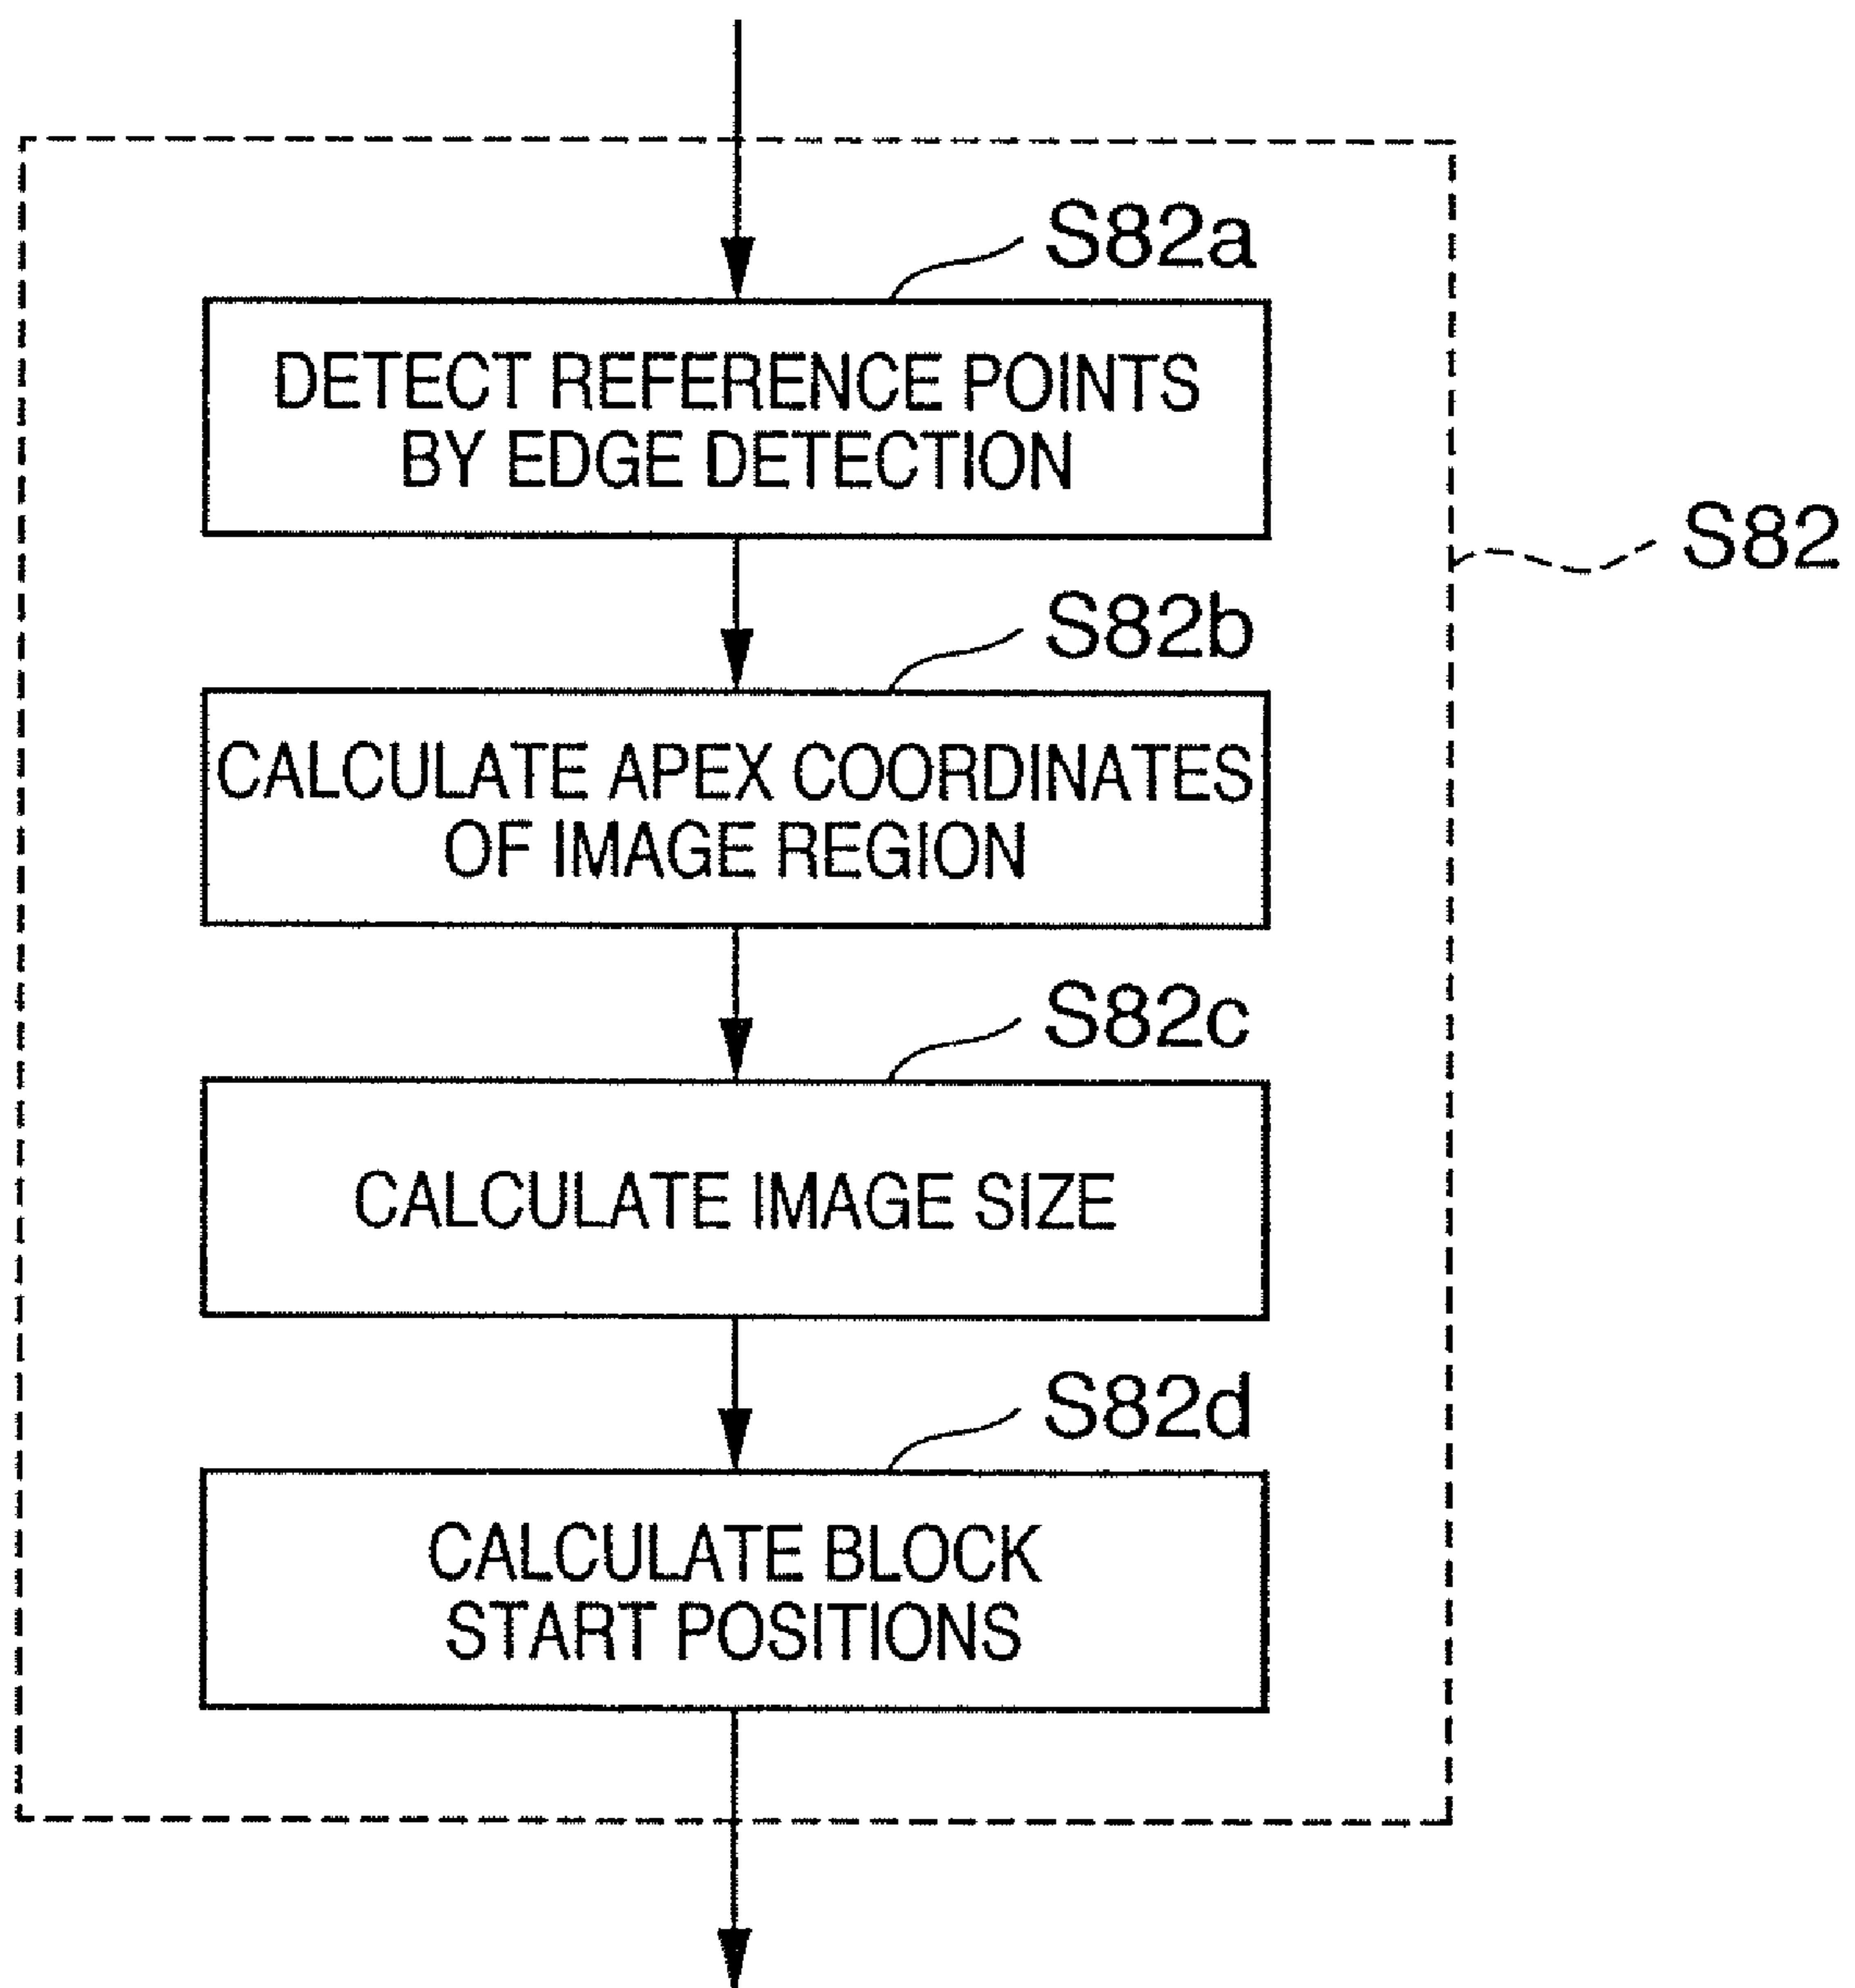 S82a
DETECT REFERENCE POINTS
BY EDGE DETECTION
S82
S82b
CALCULATE APEX COORDINATES
OF IMAGE REGION
S82c
CALCULATE IMAGE SIZE
S82d
CALCULATE BLOCK
START POSITIONS